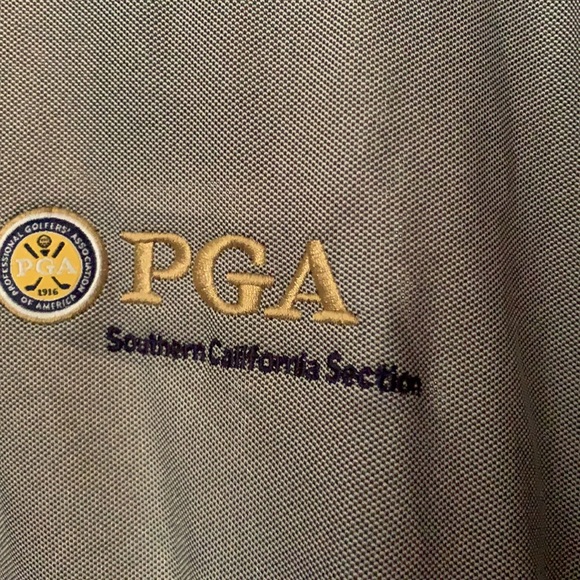 PROFESSIONAL GOLFERS' ASSOCIATION
PGA
1916
OF AMERICA
PGA
Southern California Section